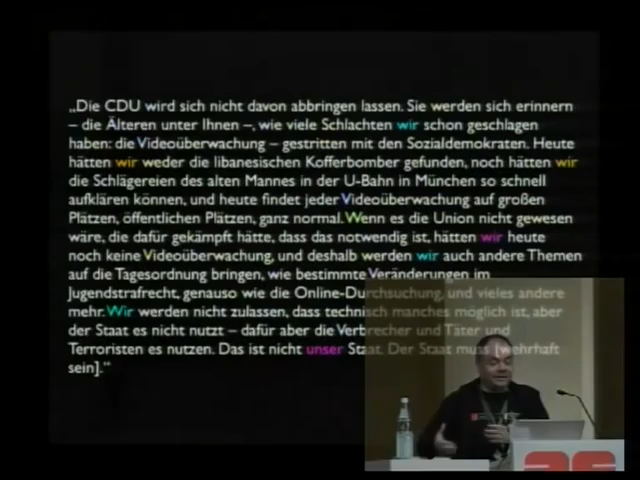 „Die CDU wird sich nicht davon abbringen lassen. Sie werden sich erinnern
– die Älteren unter Ihnen –, wie viele Schlachten wir schon geschlagen
haben: die Videoüberwachung – gestritten mit den Sozialdemokraten. Heute
hätten wir weder die libanesischen Kofferbomber gefunden, noch hätten wir
die Schlägereien des alten Mannes in der U-Bahn in München so schnell
aufklären können, und heute findet jeder Videoüberwachung auf großen
Plätzen, öffentlichen Plätzen, ganz normal. Wenn es die Union nicht gewesen
wäre, die dafür gekämpft hätte, dass das notwendig ist, hätten wir heute
noch keine Videoüberwachung, und deshalb werden wir auch andere Themen
auf die Tagesordnung bringen, wie bestimmte Veränderungen im
Jugendstrafrecht, genauso wie die Online-Durchsuchung, und vieles andere
mehr. Wir werden nicht zulassen, dass technisch manches möglich ist, aber
der Staat es nicht nutzt – dafür aber die Verbrecher und Täter und
Terroristen es nutzen. Das ist nicht unser Staat. Der Staat muss [wehrhaft
sein].“